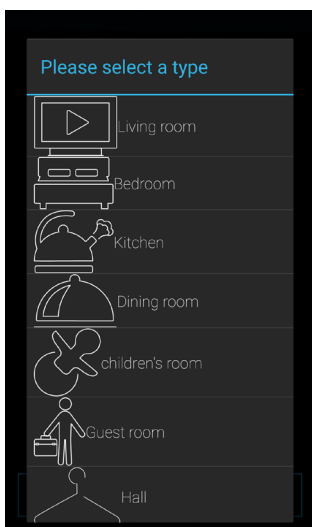 Please select a type
Living room
Bedroom
Kitchen
Dining room
children's room
Guest room
Hall